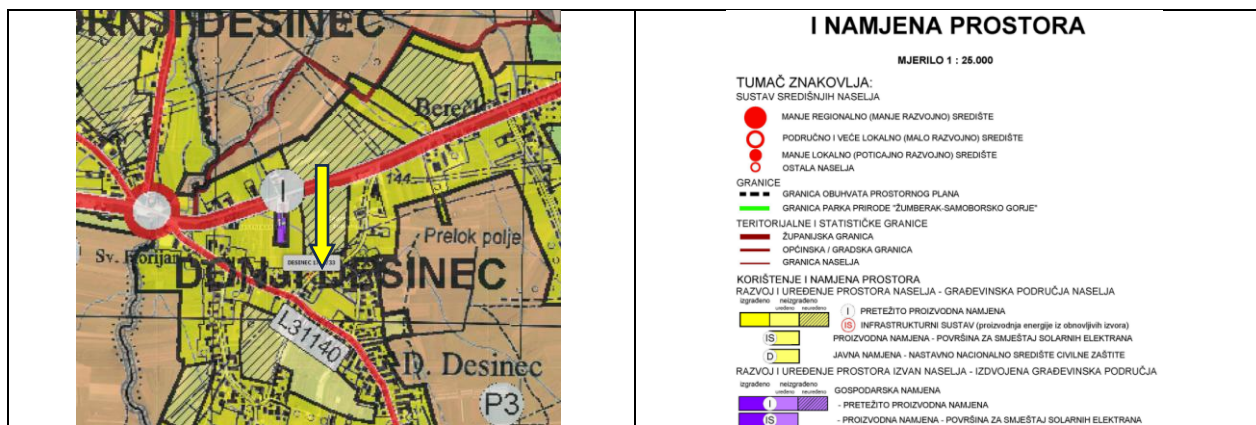 RNJI DESINEC
Bereč
144
I
Prelok polje
Sv. Florijan
DONJI DESINEC
L31140
D. Desinec
P3
I NAMJENA PROSTORA
MJERILO 1 : 25.000
TUMAČ ZNAKOVLJA:
SUSTAV SREDIŠNJIH NASELJA
MANJE REGIONALNO (MANJE RAZVOJNO) SREDIŠTE
PODRUČNO I VEĆE LOKALNO (MALO RAZVOJNO) SREDIŠTE
MANJE LOKALNO (POTICAJNO RAZVOJNO) SREDIŠTE
OSTALA NASELJA
GRANICE
GRANICA OBUHVATA PROSTORNOG PLANA
GRANICA PARKA PRIRODE "ŽUMBERAK-SAMOBORSKO GORJE"
TERITORIJALNE I STATISTIČKE GRANICE
ŽUPANIJSKA GRANICA
OPĆINSKA / GRADSKA GRANICA
GRANICA NASELJA
KORIŠTENJE I NAMJENA PROSTORA
RAZVOJ I UREĐENJE PROSTORA NASELJA - GRAĐEVINSKA PODRUČJA NASELJA
izgrađeno neizgrađeno
uređeno neuređeno
I PRETEŽITO PROIZVODNA NAMJENA
IS INFRASTRUKTURNI SUSTAV (proizvodnja energije iz obnovljivih izvora)
IS PROIZVODNA NAMJENA - POVRŠINA ZA SMJEŠTAJ SOLARNIH ELEKTRANA
D JAVNA NAMJENA - NASTAVNO NACIONALNO SREDIŠTE CIVILNE ZAŠTITE
RAZVOJ I UREĐENJE PROSTORA IZVAN NASELJA - IZDVOJENA GRAĐEVINSKA PODRUČJA
izgrađeno neizgrađeno
uređeno neuređeno
GOSPODARSKA NAMJENA
I - PRETEŽITO PROIZVODNA NAMJENA
IS - PROIZVODNA NAMJENA - POVRŠINA ZA SMJEŠTAJ SOLARNIH ELEKTRANA